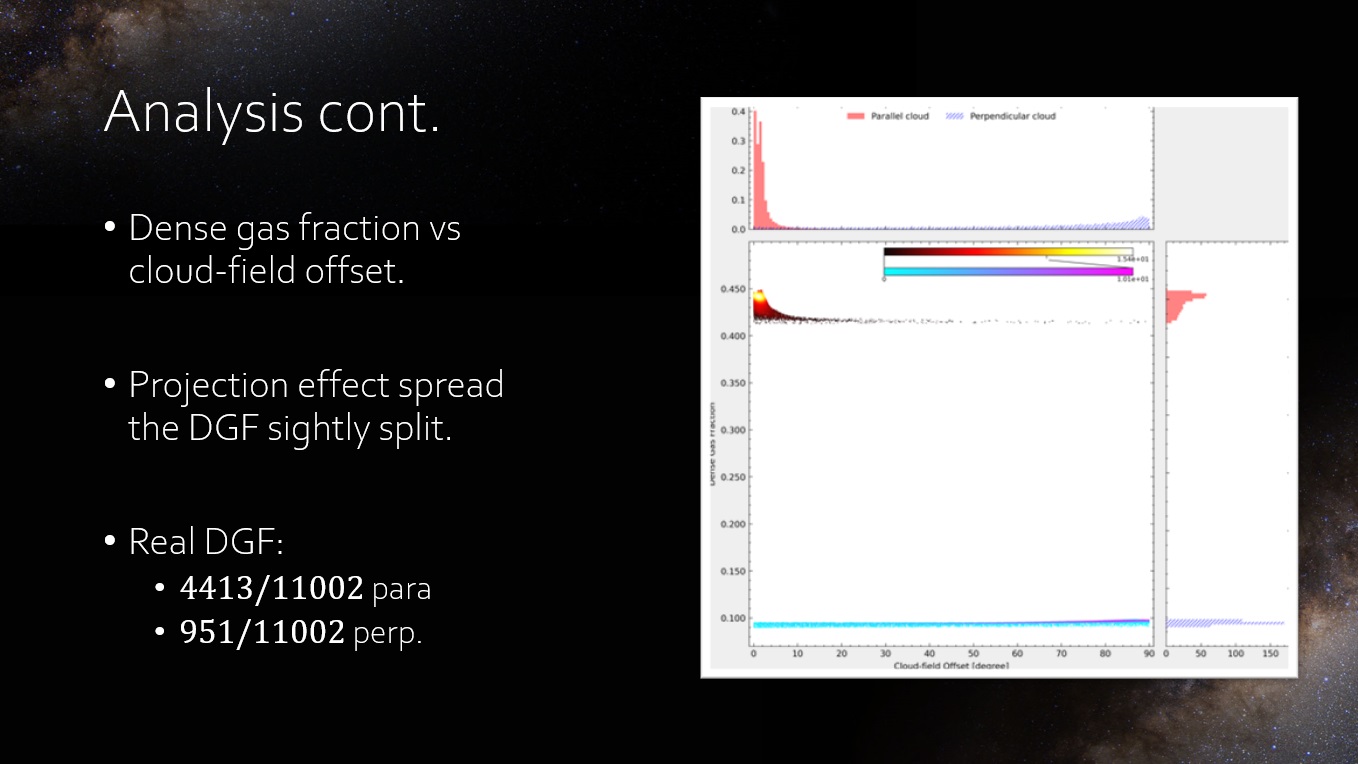 Analysis cont.
• Dense gas fraction vs
cloud-field offset.
• Projection effect spread
the DGF sightly split.
• Real DGF:
• 4413/11002 para
• 951/11002 perp.
Parallel cloud Perpendicular cloud
0.4
0.3
0.2
0.1
0.0
1.54e+01
0 1.01e+01
0.450
0.400
0.350
0.300
0.250
0.200
0.150
0.100
Dense Gas Fraction
0 10 20 30 40 50 60 70 80 90
Cloud-field Offset [degree]
0 50 100 150